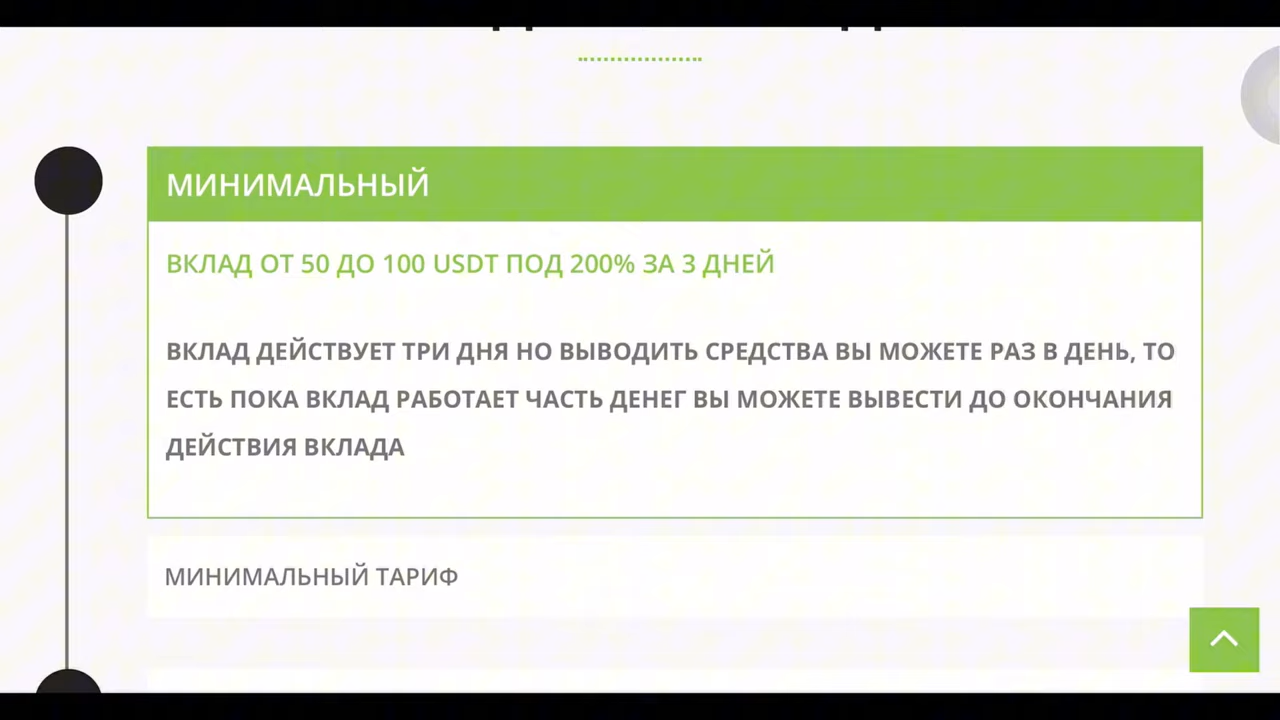 МИНИМАЛЬНЫЙ
ВКЛАД ОТ 50 ДО 100 USDT ПОД 200% ЗА 3 ДНЕЙ
ВКЛАД ДЕЙСТВУЕТ ТРИ ДНЯ НО ВЫВОДИТЬ СРЕДСТВА ВЫ МОЖЕТЕ РАЗ В ДЕНЬ, ТО
ЕСТЬ ПОКА ВКЛАД РАБОТАЕТ ЧАСТЬ ДЕНЕГ ВЫ МОЖЕТЕ ВЫВЕСТИ ДО ОКОНЧАНИЯ
ДЕЙСТВИЯ ВКЛАДА
МИНИМАЛЬНЫЙ ТАРИФ